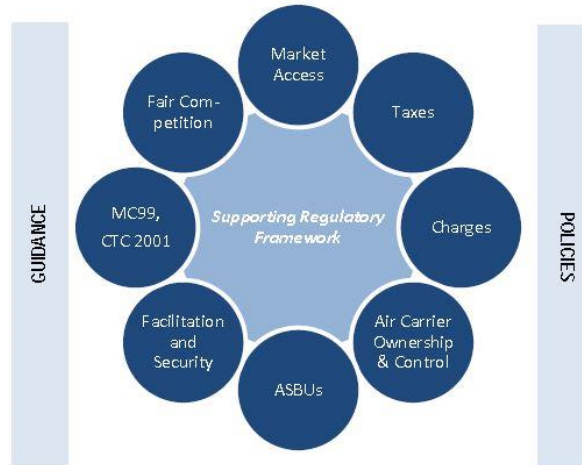 Market
Access
Taxes
Charges
Air Carrier
Ownership
& Control
ASBUs
Facilitation
and
Security
MC99,
CTC 2001
Fair Com-
petition
Supporting Regulatory
Framework
GUIDANCE
POLICIES